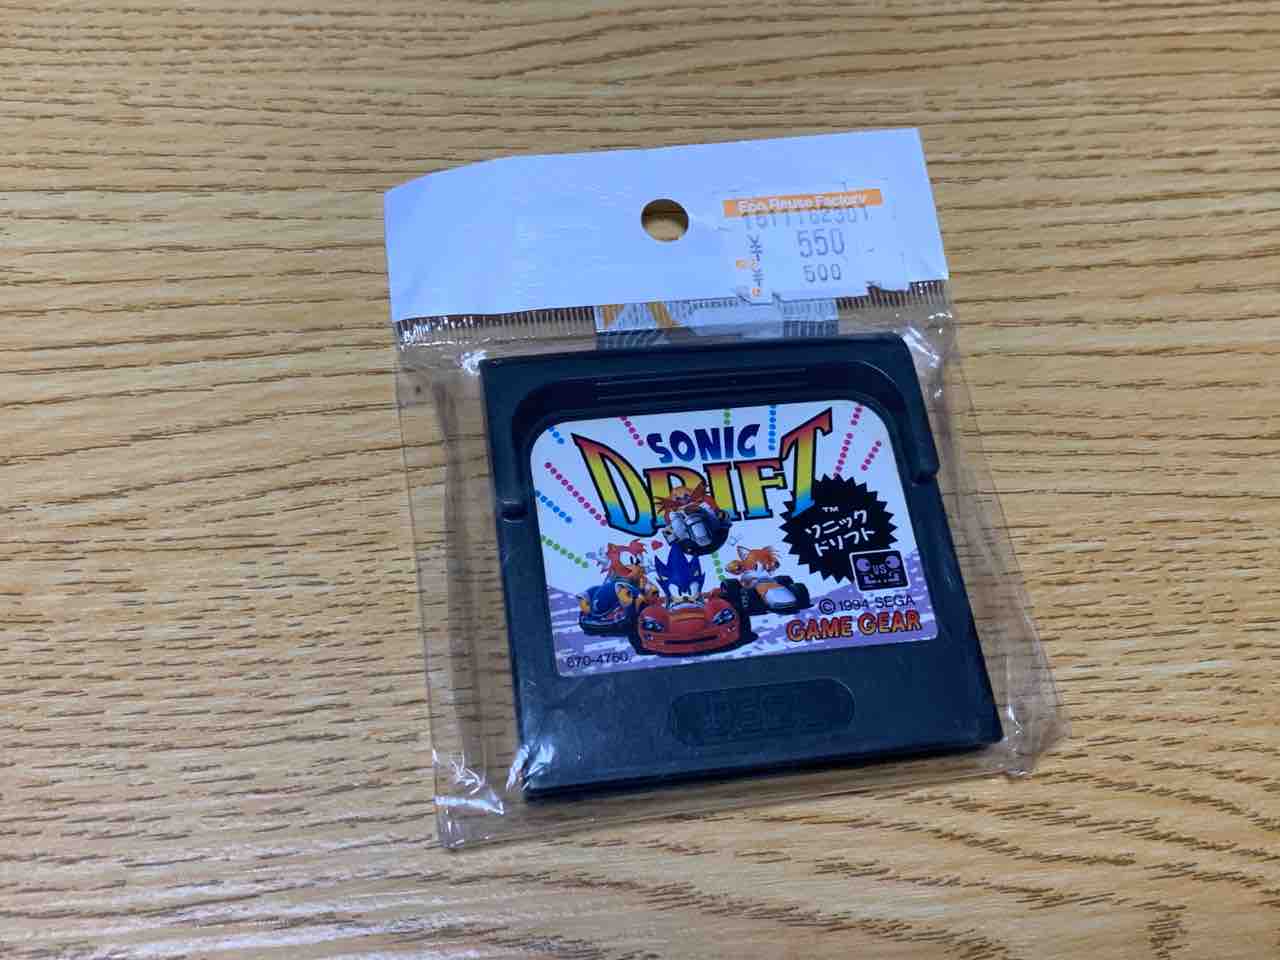 Eco Reuse Factory
1611162301
550
500
SONIC
DRIFT
™
ソニック
ドリフト
© 1994 SEGA
GAME GEAR
670-4760
SEGA